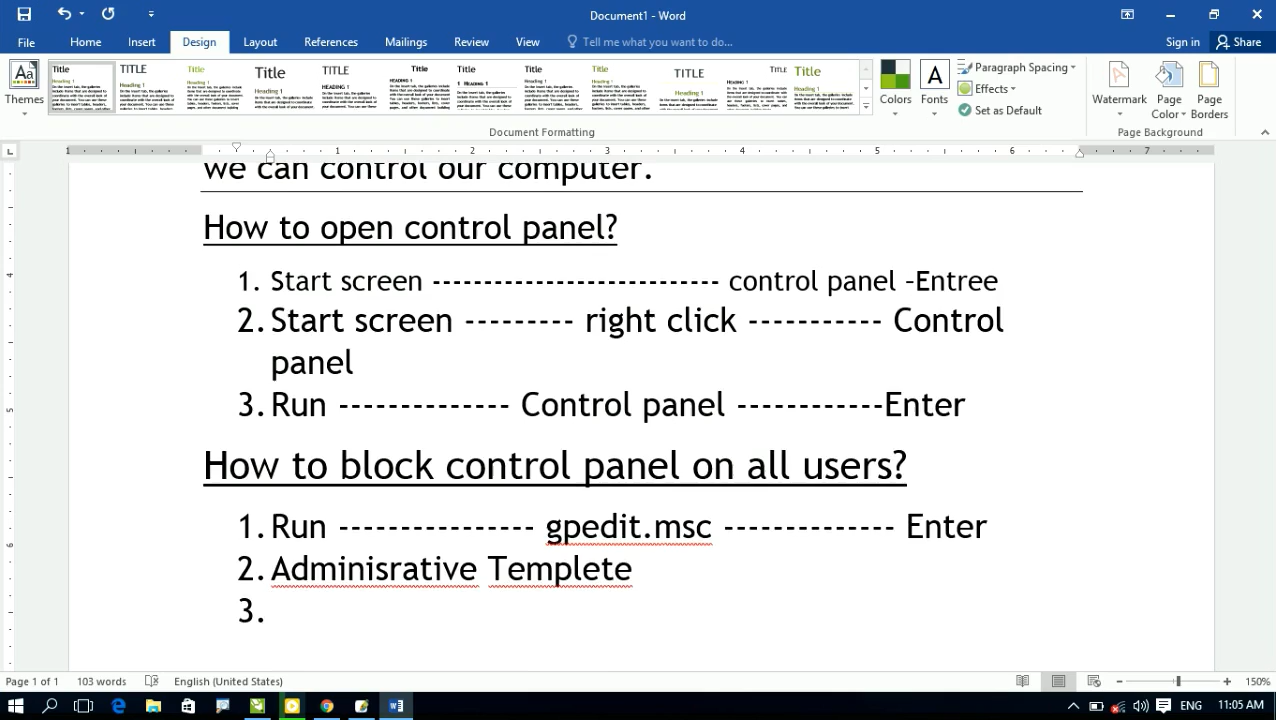 Document1 - Word
File Home Insert Design Layout References Mailings Review View Tell me what you want to do... Sign in Share
Themes
Colors
Fonts
Paragraph Spacing
Effects
Set as Default
Watermark
Page Color
Page Borders
Document Formatting
Page Background
we can control our computer.
How to open control panel?
1. Start screen ---------------------------- control panel –Entree
2. Start screen --------- right click ----------- Control
panel
3. Run -------------- Control panel ------------Enter
How to block control panel on all users?
1. Run ---------------- gpedit.msc -------------- Enter
2. Adminisrative Templete
3.
Page 1 of 1 103 words English (United States) 150%
ENG 11:05 AM